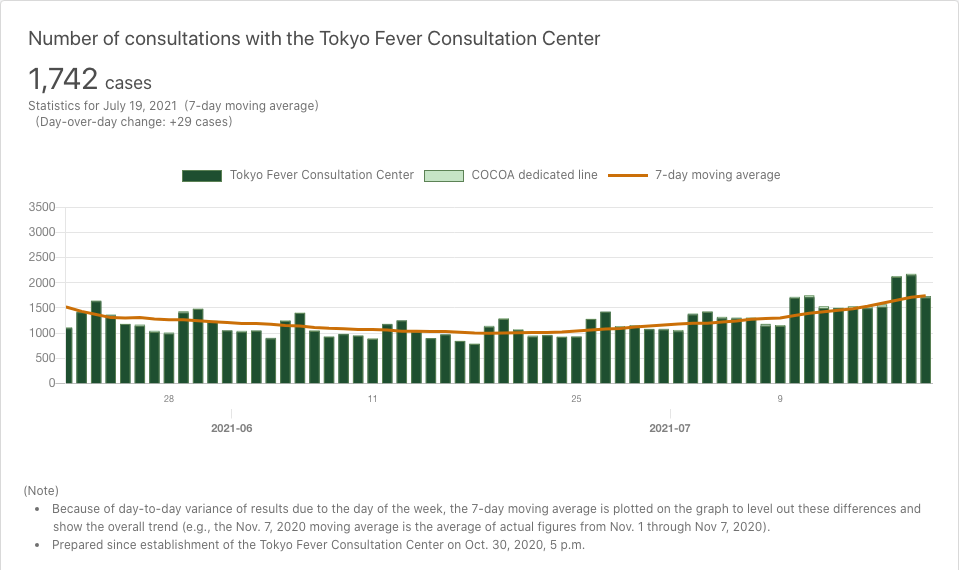 Number of consultations with the Tokyo Fever Consultation Center
1,742 cases
Statistics for July 19, 2021 (7-day moving average)
(Day-over-day change: +29 cases)
Tokyo Fever Consultation Center COCOA dedicated line 7-day moving average
3500
3000
2500
2000
1500
1000
500
0
28 11 25 9
2021-06 2021-07
(Note)
• Because of day-to-day variance of results due to the day of the week, the 7-day moving average is plotted on the graph to level out these differences and
show the overall trend (e.g., the Nov. 7, 2020 moving average is the average of actual figures from Nov. 1 through Nov 7, 2020).
• Prepared since establishment of the Tokyo Fever Consultation Center on Oct. 30, 2020, 5 p.m.